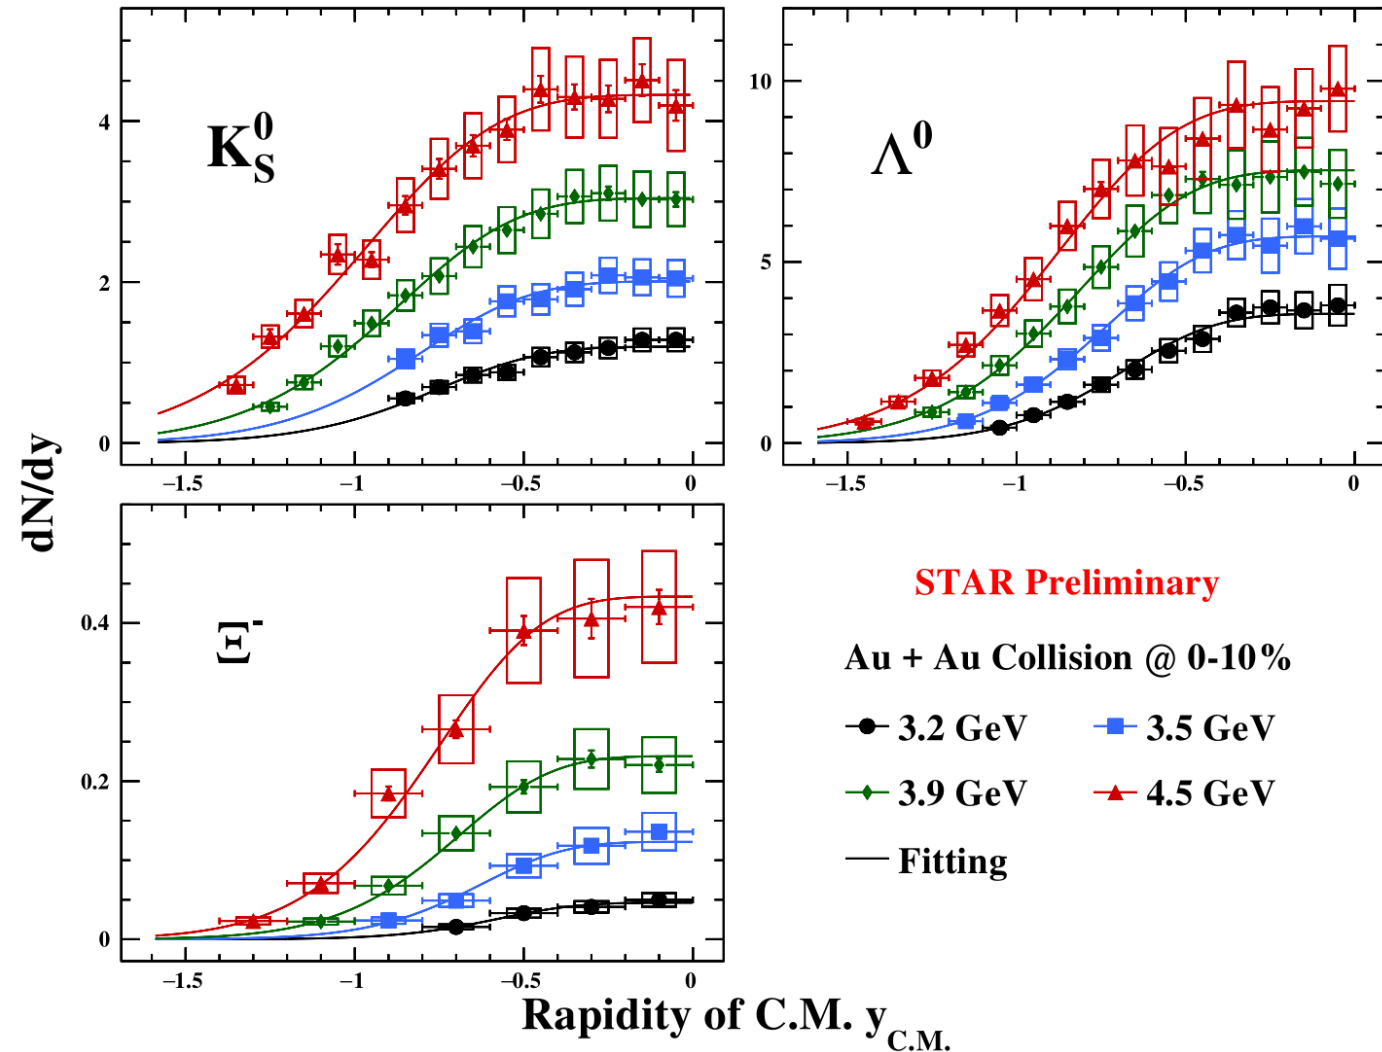 K⁰_S
4
2
0
−1.5 −1 −0.5 0
Λ⁰
10
5
0
−1.5 −1 −0.5 0
dN/dy
Ξ⁻
0.4
0.2
0
−1.5 −1 −0.5 0
STAR Preliminary
Au + Au Collision @ 0-10%
3.2 GeV 3.5 GeV
3.9 GeV 4.5 GeV
Fitting
Rapidity of C.M. y_C.M.